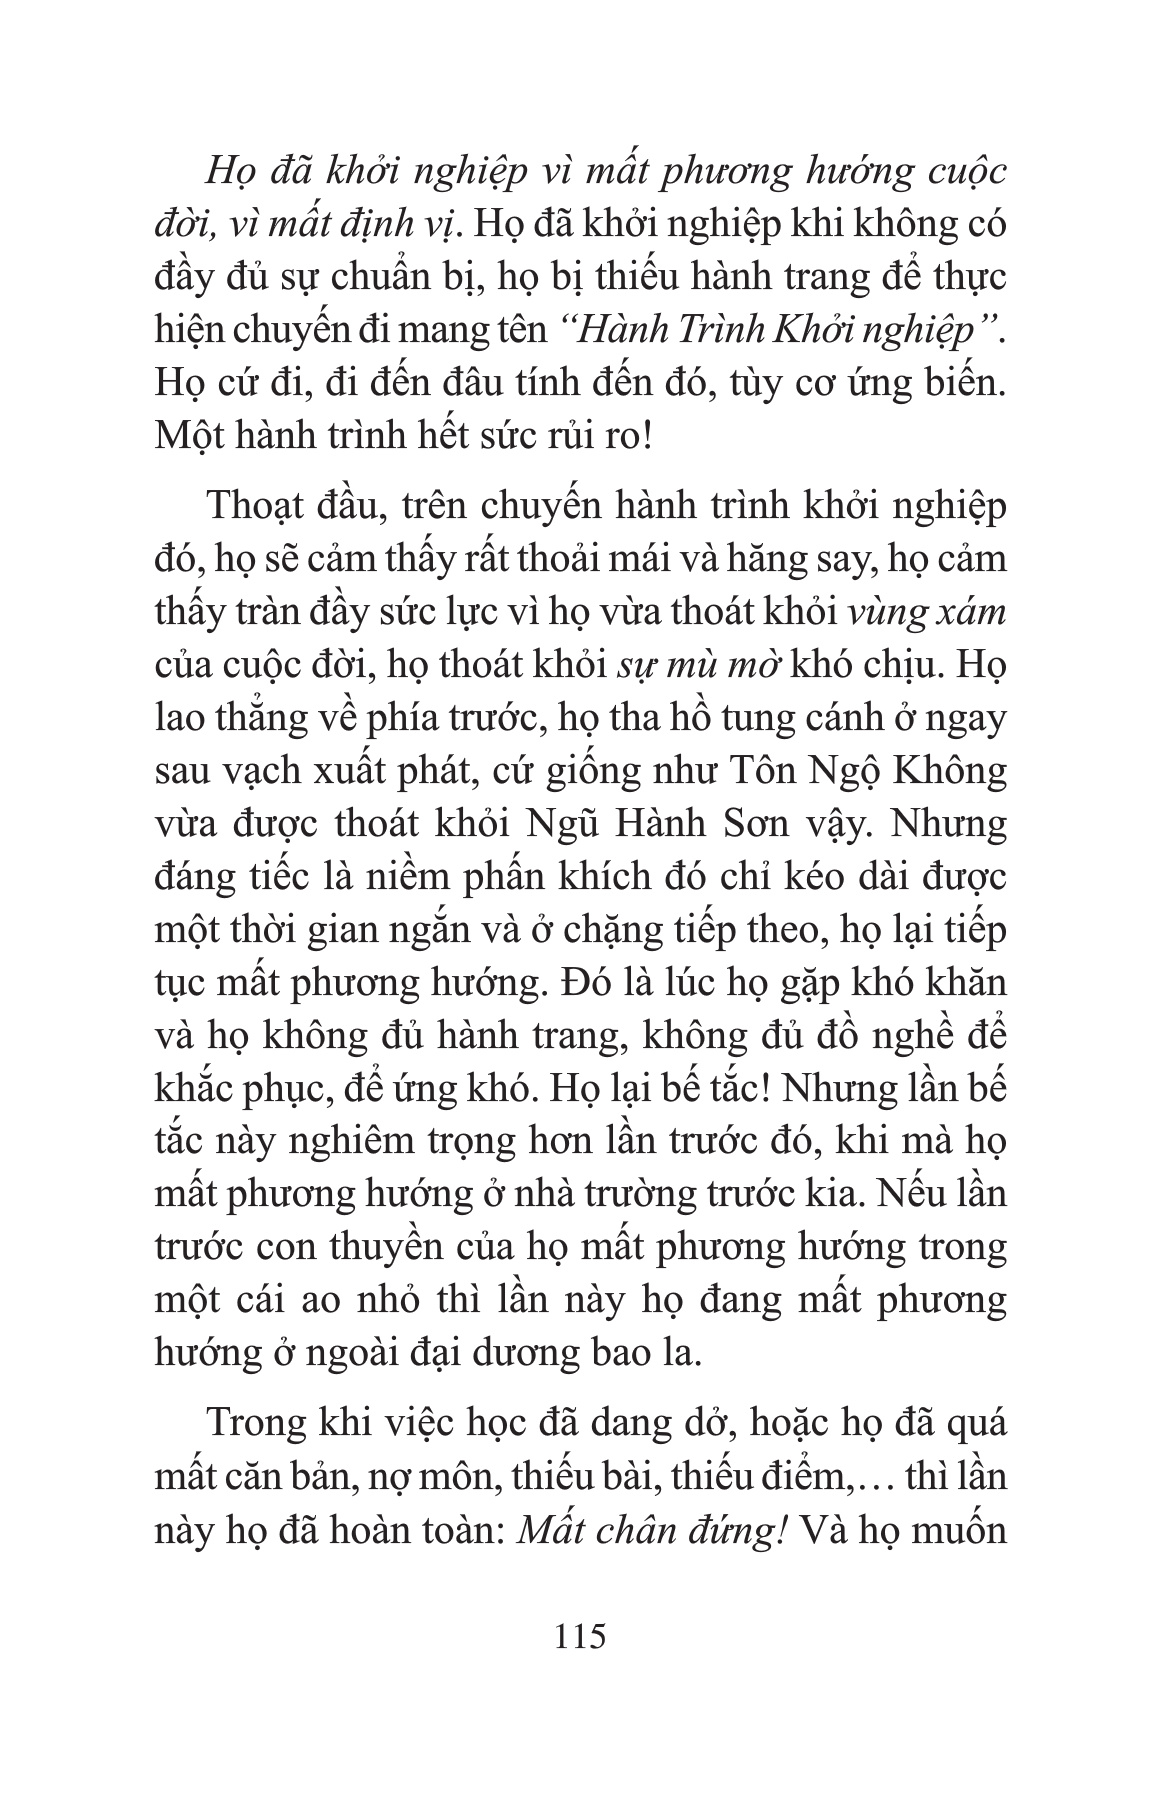 Họ đã khởi nghiệp vì mất phương hướng cuộc
đời, vì mất định vị. Họ đã khởi nghiệp khi không có
đầy đủ sự chuẩn bị, họ bị thiếu hành trang để thực
hiện chuyến đi mang tên “Hành Trình Khởi nghiệp”.
Họ cứ đi, đi đến đâu tính đến đó, tùy cơ ứng biến.
Một hành trình hết sức rủi ro!
Thoạt đầu, trên chuyến hành trình khởi nghiệp
đó, họ sẽ cảm thấy rất thoải mái và hăng say, họ cảm
thấy tràn đầy sức lực vì họ vừa thoát khỏi vùng xám
của cuộc đời, họ thoát khỏi sự mù mờ khó chịu. Họ
lao thẳng về phía trước, họ tha hồ tung cánh ở ngay
sau vạch xuất phát, cứ giống như Tôn Ngộ Không
vừa được thoát khỏi Ngũ Hành Sơn vậy. Nhưng
đáng tiếc là niềm phấn khích đó chỉ kéo dài được
một thời gian ngắn và ở chặng tiếp theo, họ lại tiếp
tục mất phương hướng. Đó là lúc họ gặp khó khăn
và họ không đủ hành trang, không đủ đồ nghề để
khắc phục, để ứng khó. Họ lại bế tắc! Nhưng lần bế
tắc này nghiêm trọng hơn lần trước đó, khi mà họ
mất phương hướng ở nhà trường trước kia. Nếu lần
trước con thuyền của họ mất phương hướng trong
một cái ao nhỏ thì lần này họ đang mất phương
hướng ở ngoài đại dương bao la.
Trong khi việc học đã dang dở, hoặc họ đã quá
mất căn bản, nợ môn, thiếu bài, thiếu điểm,… thì lần
này họ đã hoàn toàn: Mất chân đứng! Và họ muốn
115